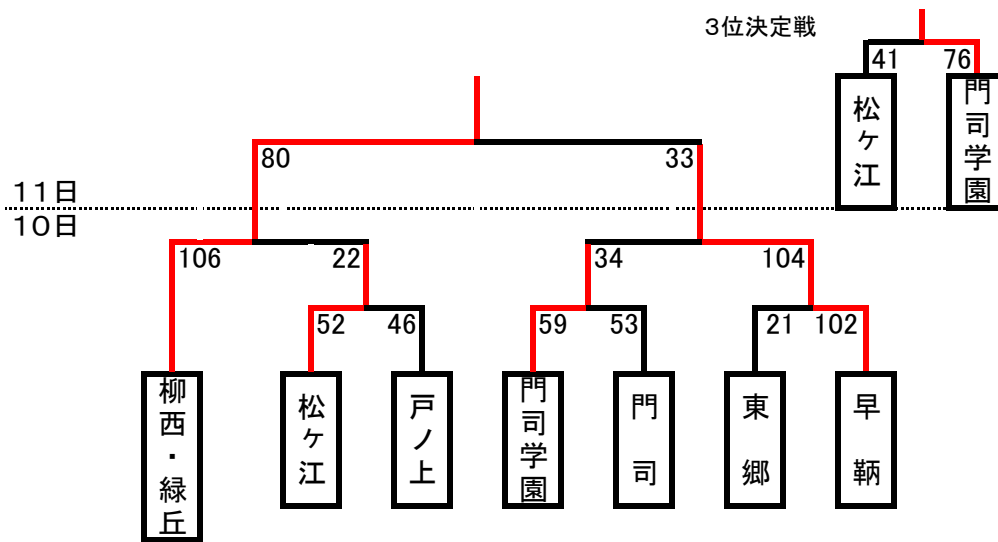 3位決定戦
41 76
松ヶ江
門司学園
80 33
11日
10日
106 22 34 104
52 46 59 53 21 102
柳西・緑丘
松ヶ江
戸ノ上
門司学園
門司
東郷
早鞆